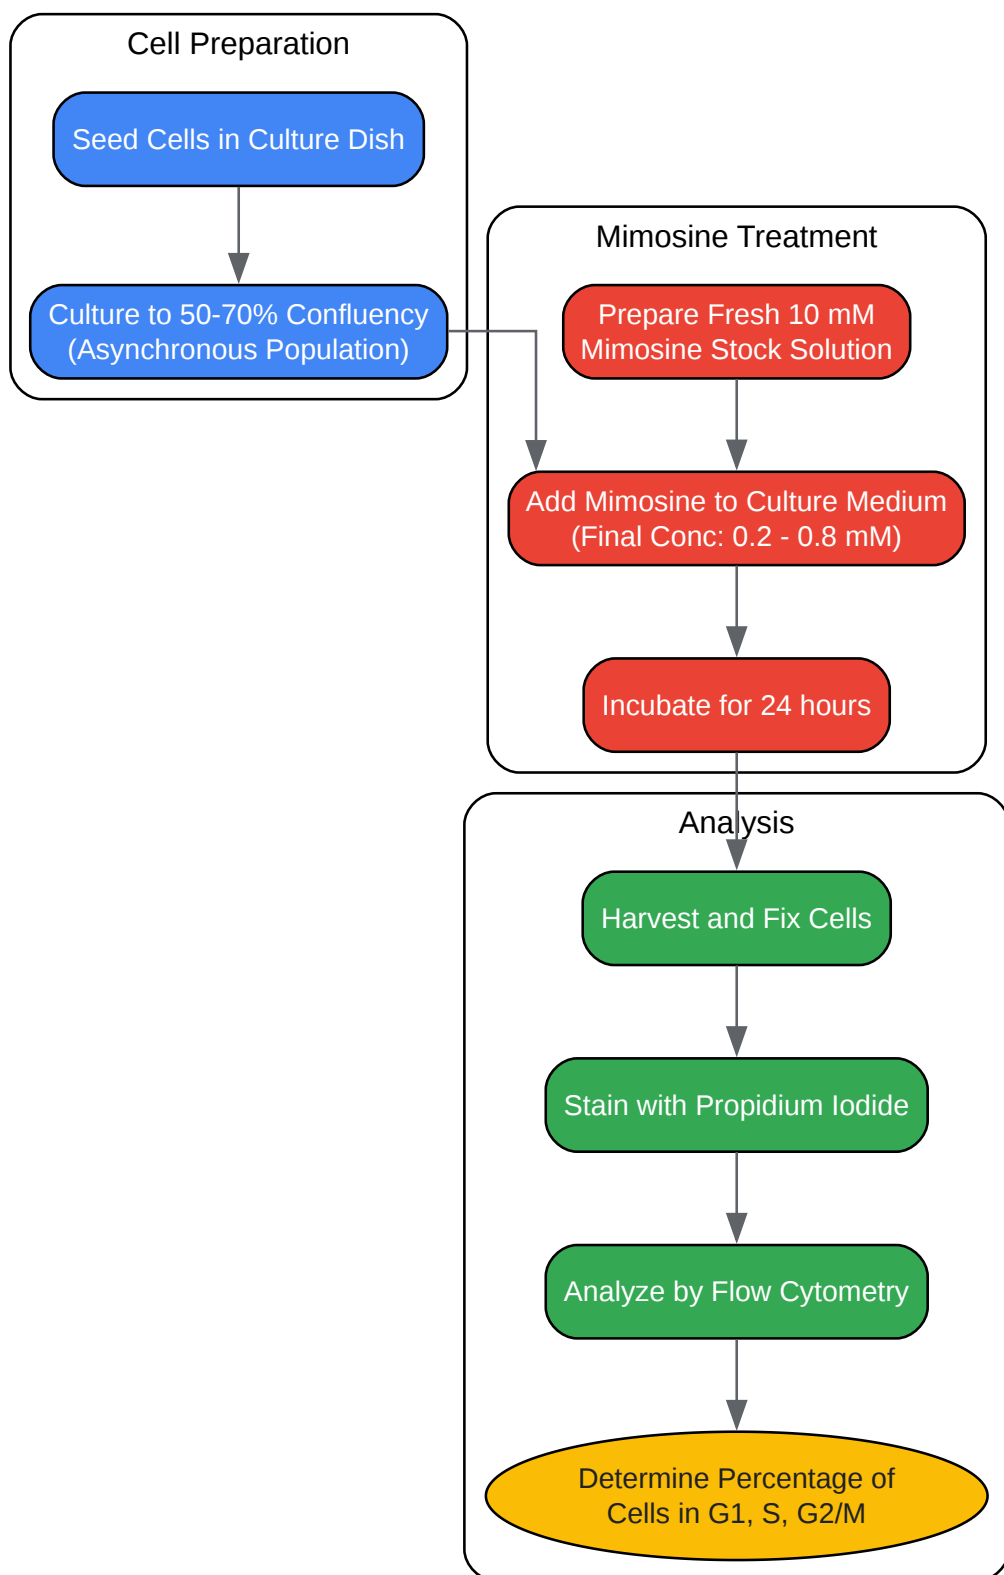 Cell Preparation
Seed Cells in Culture Dish
Culture to 50-70% Confluency
(Asynchronous Population)
Mimosine Treatment
Prepare Fresh 10 mM
Mimosine Stock Solution
Add Mimosine to Culture Medium
(Final Conc: 0.2 - 0.8 mM)
Incubate for 24 hours
Analysis
Harvest and Fix Cells
Stain with Propidium Iodide
Analyze by Flow Cytometry
Determine Percentage of
Cells in G1, S, G2/M